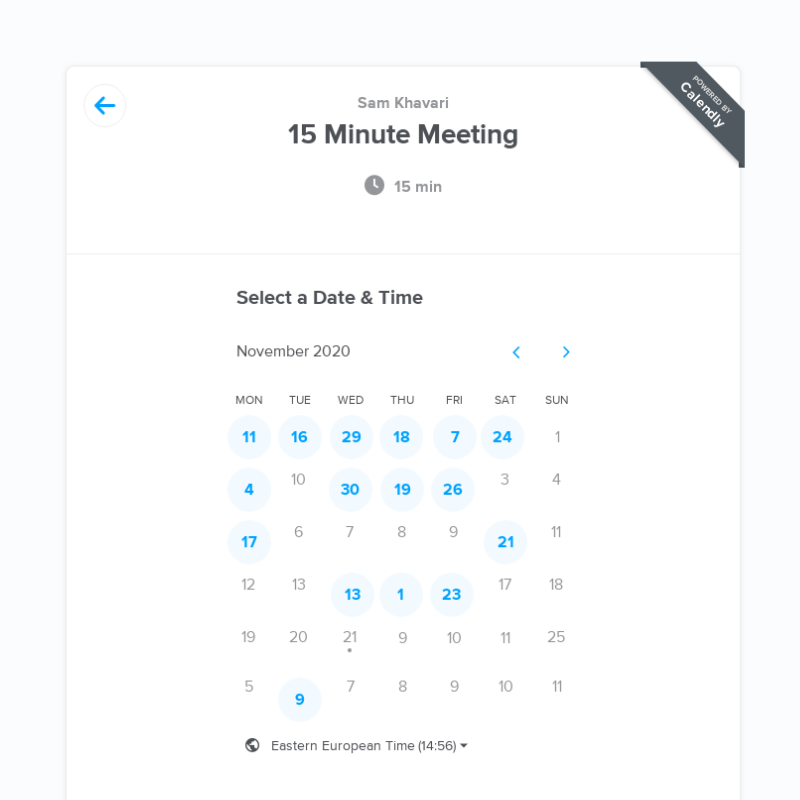 POWERED BY
Calendly
Sam Khavari
15 Minute Meeting
15 min
Select a Date & Time
November 2020
MON TUE WED THU FRI SAT SUN
11 16 29 18 7 24 1
4 10 30 19 26 3 4
17 6 7 8 9 21 11
12 13 13 1 23 17 18
19 20 21 9 10 11 25
5 9 7 8 9 10 11
Eastern European Time (14:56)